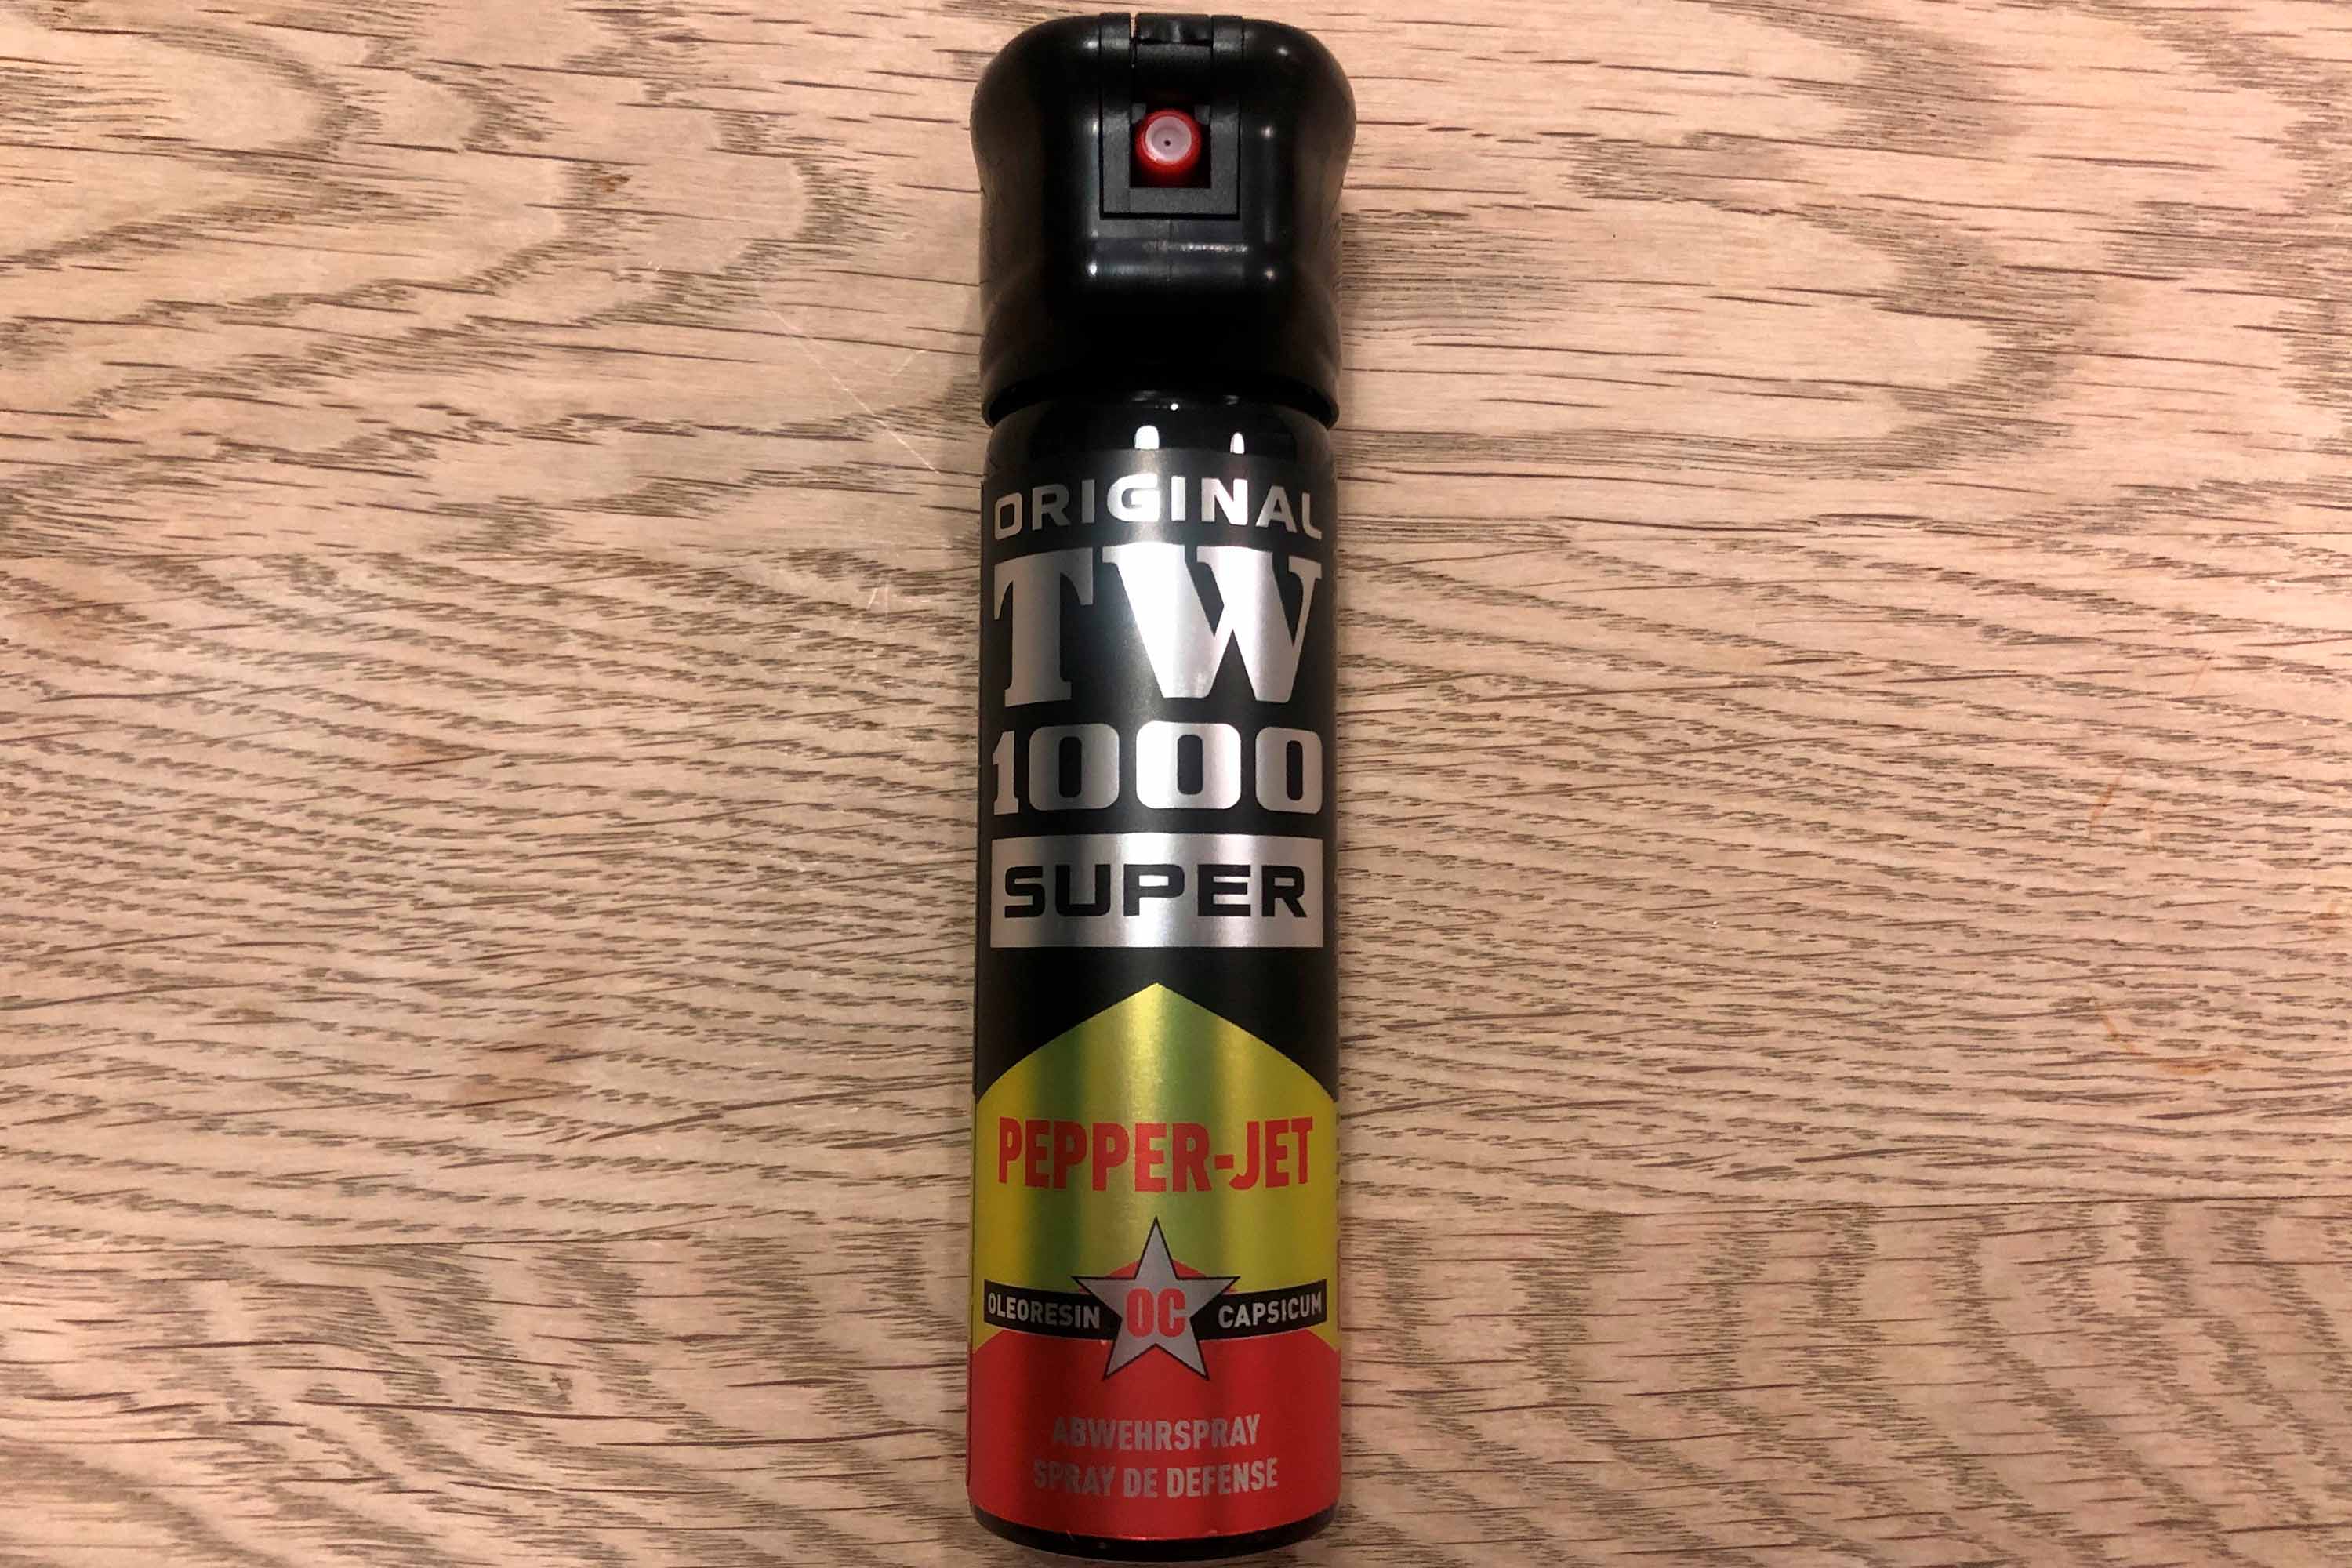 ORIGINAL
TW
1000
SUPER
PEPPER-JET
OLEORESIN OC CAPSICUM
ABWEHRSPRAY
SPRAY DE DEFENSE